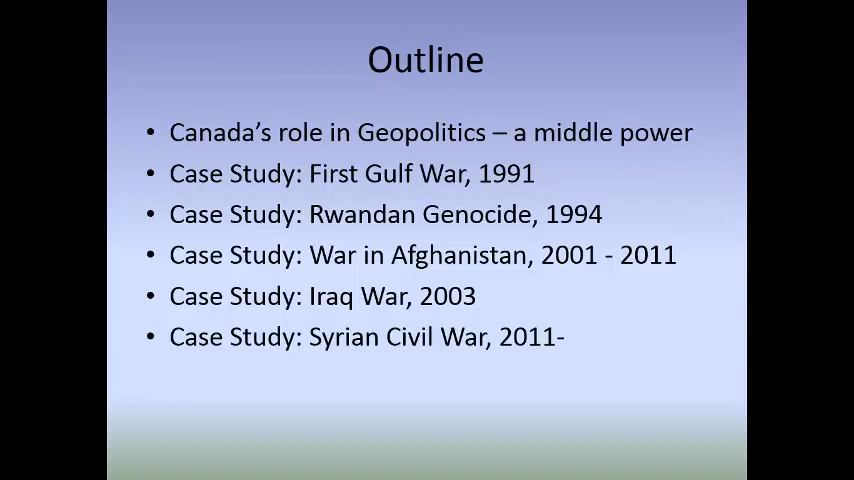 Outline
• Canada's role in Geopolitics – a middle power
• Case Study: First Gulf War, 1991
• Case Study: Rwandan Genocide, 1994
• Case Study: War in Afghanistan, 2001 - 2011
• Case Study: Iraq War, 2003
• Case Study: Syrian Civil War, 2011-